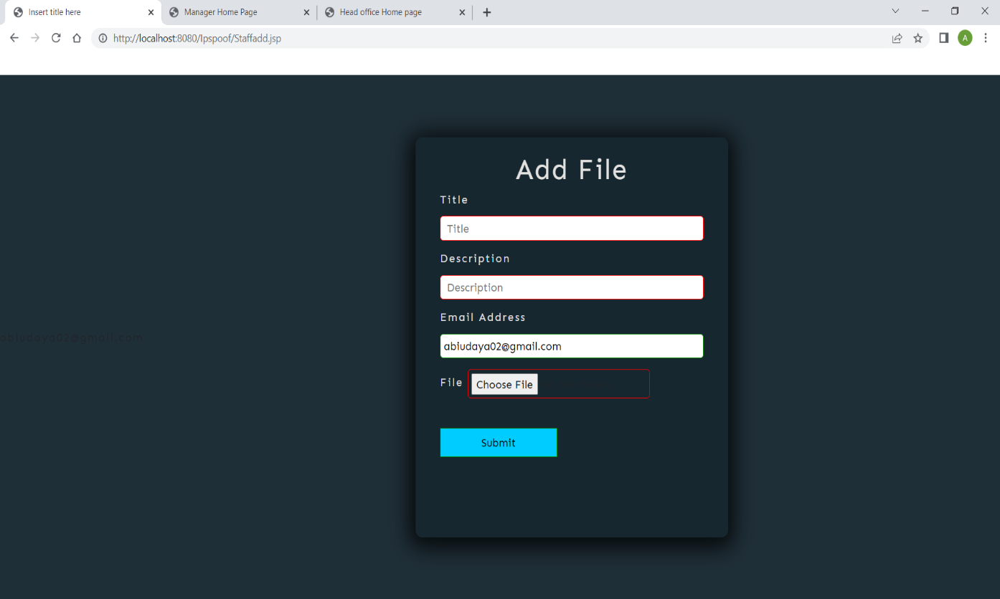 Insert title here
Manager Home Page
Head office Home page
http://localhost:8080/Ipspoof/Staffadd.jsp
A
Add File
Title
Title
Description
Description
Email Address
abiudaya02@gmail.com
abiudaya02@gmail.com
File Choose File
Submit